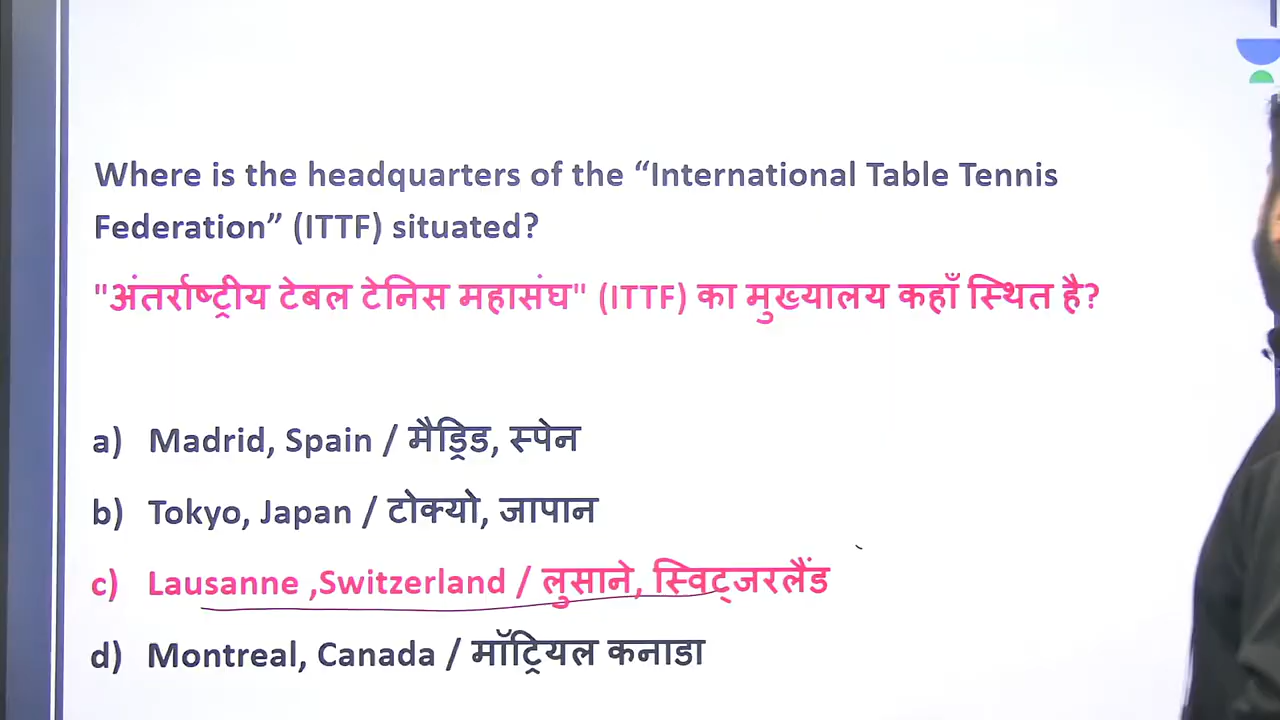 Where is the headquarters of the “International Table Tennis
Federation” (ITTF) situated?
"अंतर्राष्ट्रीय टेबल टेनिस महासंघ" (ITTF) का मुख्यालय कहाँ स्थित है?
a) Madrid, Spain / मैड्रिड, स्पेन
b) Tokyo, Japan / टोक्यो, जापान
c) Lausanne ,Switzerland / लुसाने, स्विट्जरलैंड
d) Montreal, Canada / मॉट्रियल कनाडा